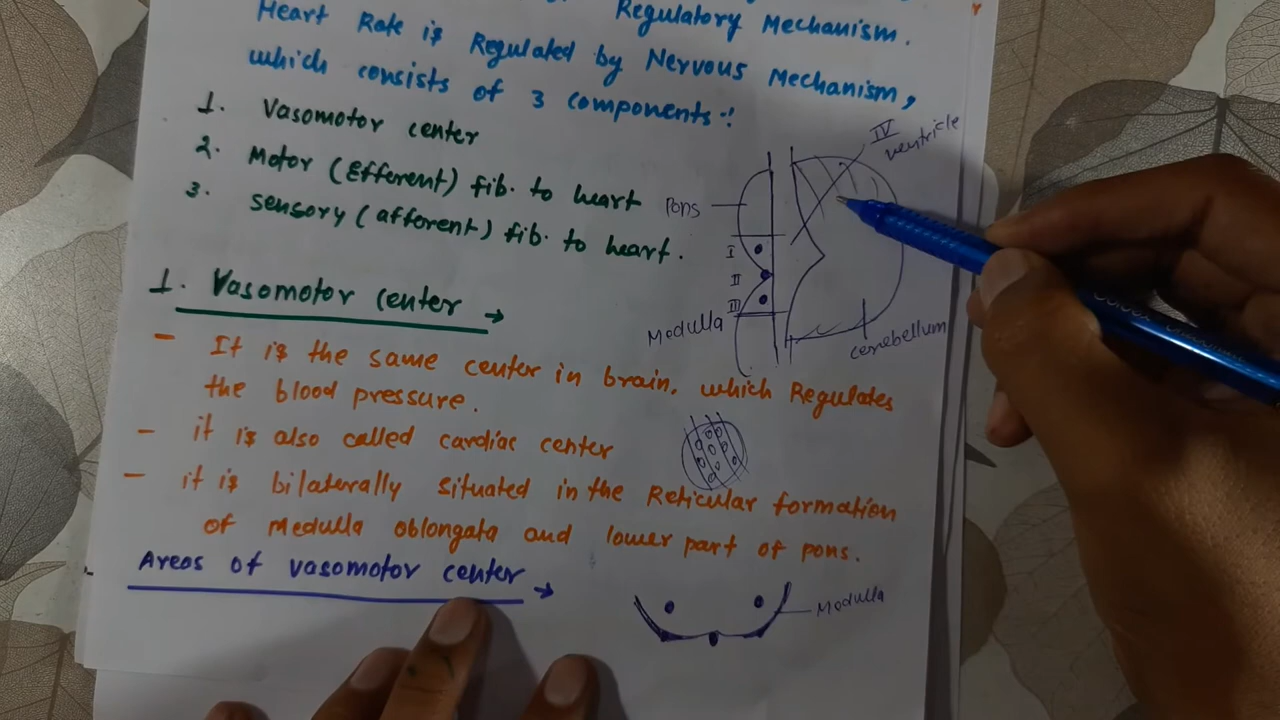 Regulatory Mechanism.
Heart Rate is Regulated by Nervous Mechanism,
which consists of 3 components:-
1. Vasomotor center
2. Motor (Efferent) fib. to heart
3. sensory (afferent) fib. to heart.
IV
ventricle
Pons
I
II
III
Medulla
cerebellum
1. Vasomotor center →
- It is the same center in brain, which Regulates
the blood pressure.
- it is also called cardiac center
- it is bilaterally situated in the Reticular formation
of Medulla oblongata and lower part of pons.
Areas of vasomotor center →
Medulla